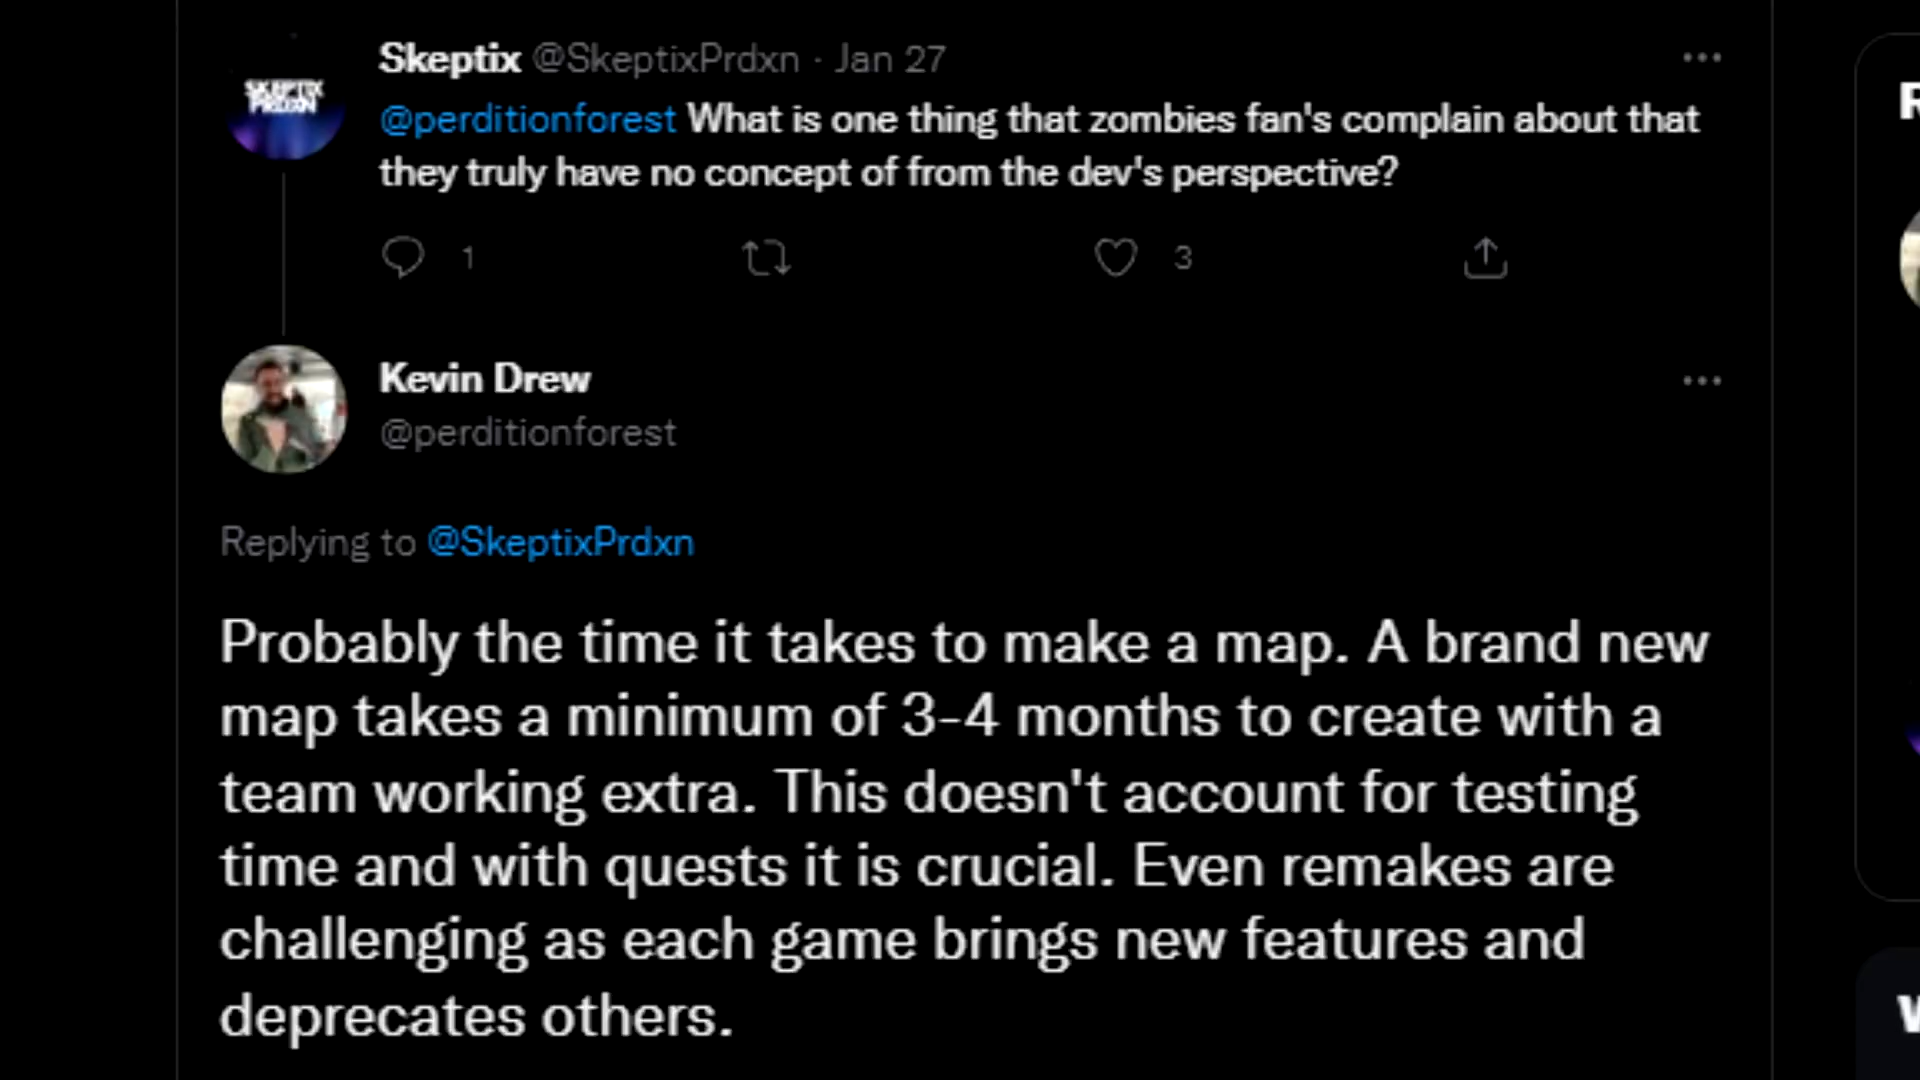 Skeptix @SkeptixPrdxn · Jan 27
SKEPTIX
PRDXN
@perditionforest What is one thing that zombies fan's complain about that
they truly have no concept of from the dev's perspective?
1 3
Kevin Drew
@perditionforest
Replying to @SkeptixPrdxn
Probably the time it takes to make a map. A brand new
map takes a minimum of 3-4 months to create with a
team working extra. This doesn't account for testing
time and with quests it is crucial. Even remakes are
challenging as each game brings new features and
deprecates others.